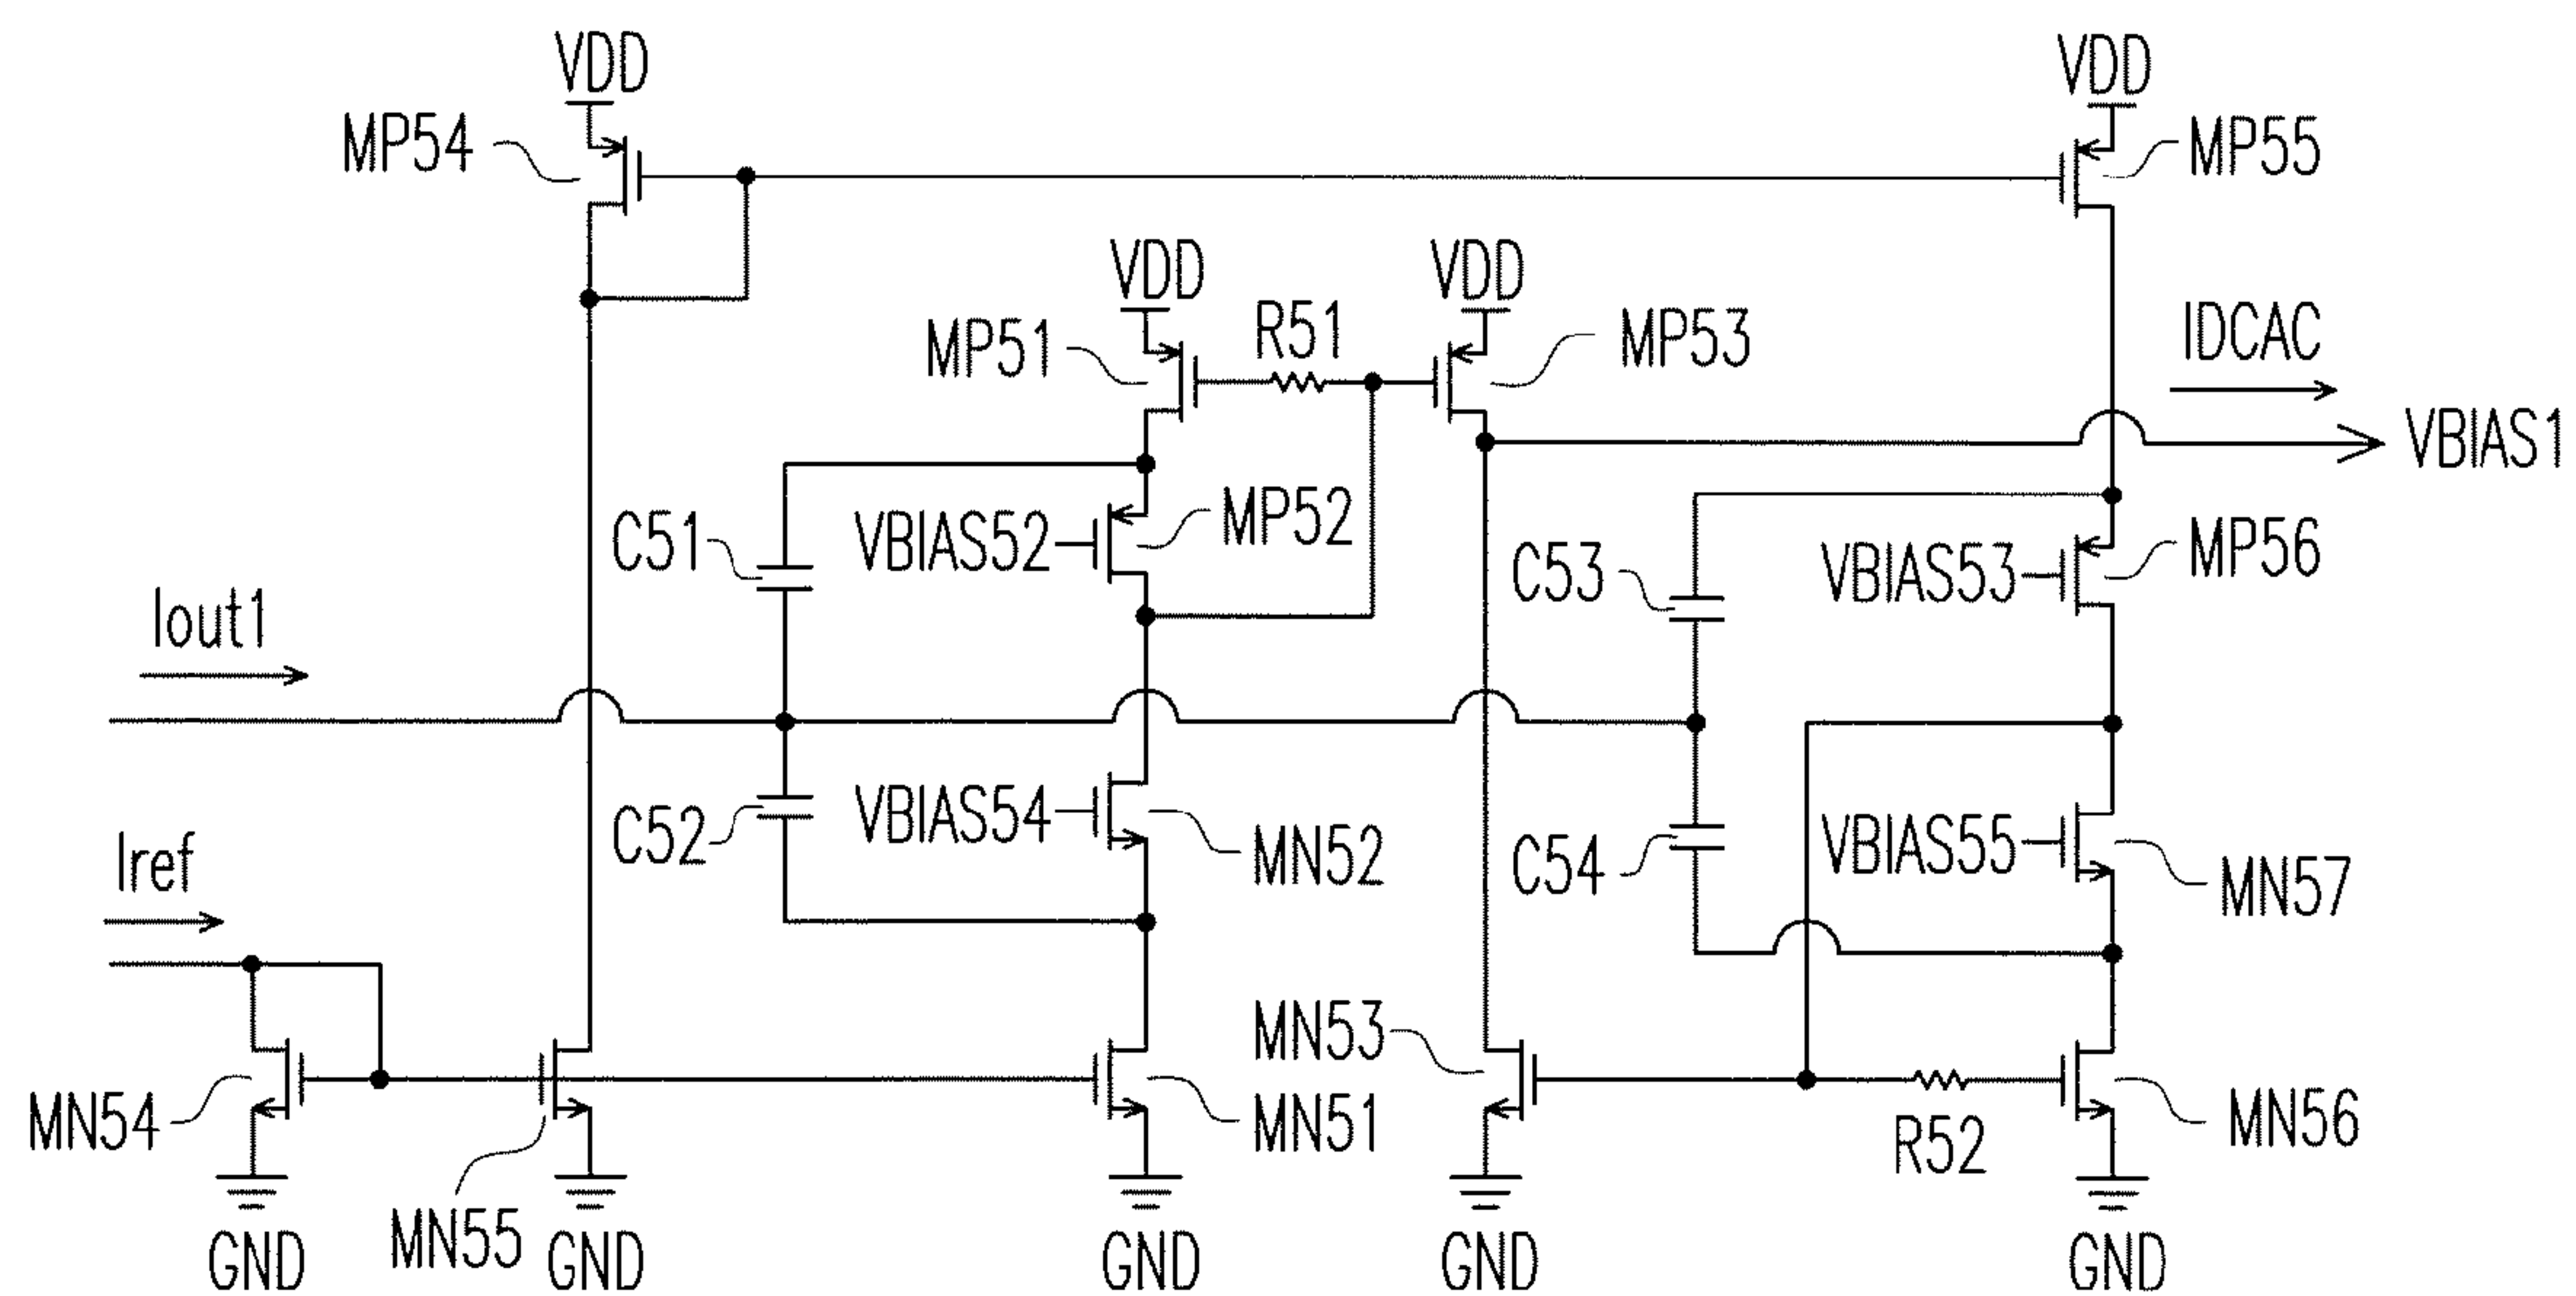 VDD
VDD
MP54
MP55
VDD
VDD
R51
MP51
MP53
IDCAC
VBIAS1
C51
VBIAS52
MP52
C53
VBIAS53
MP56
Iout1
C52
VBIAS54
MN52
C54
VBIAS55
MN57
Iref
MN53
MN54
MN51
R52
MN56
MN55
GND
GND
GND
GND
GND